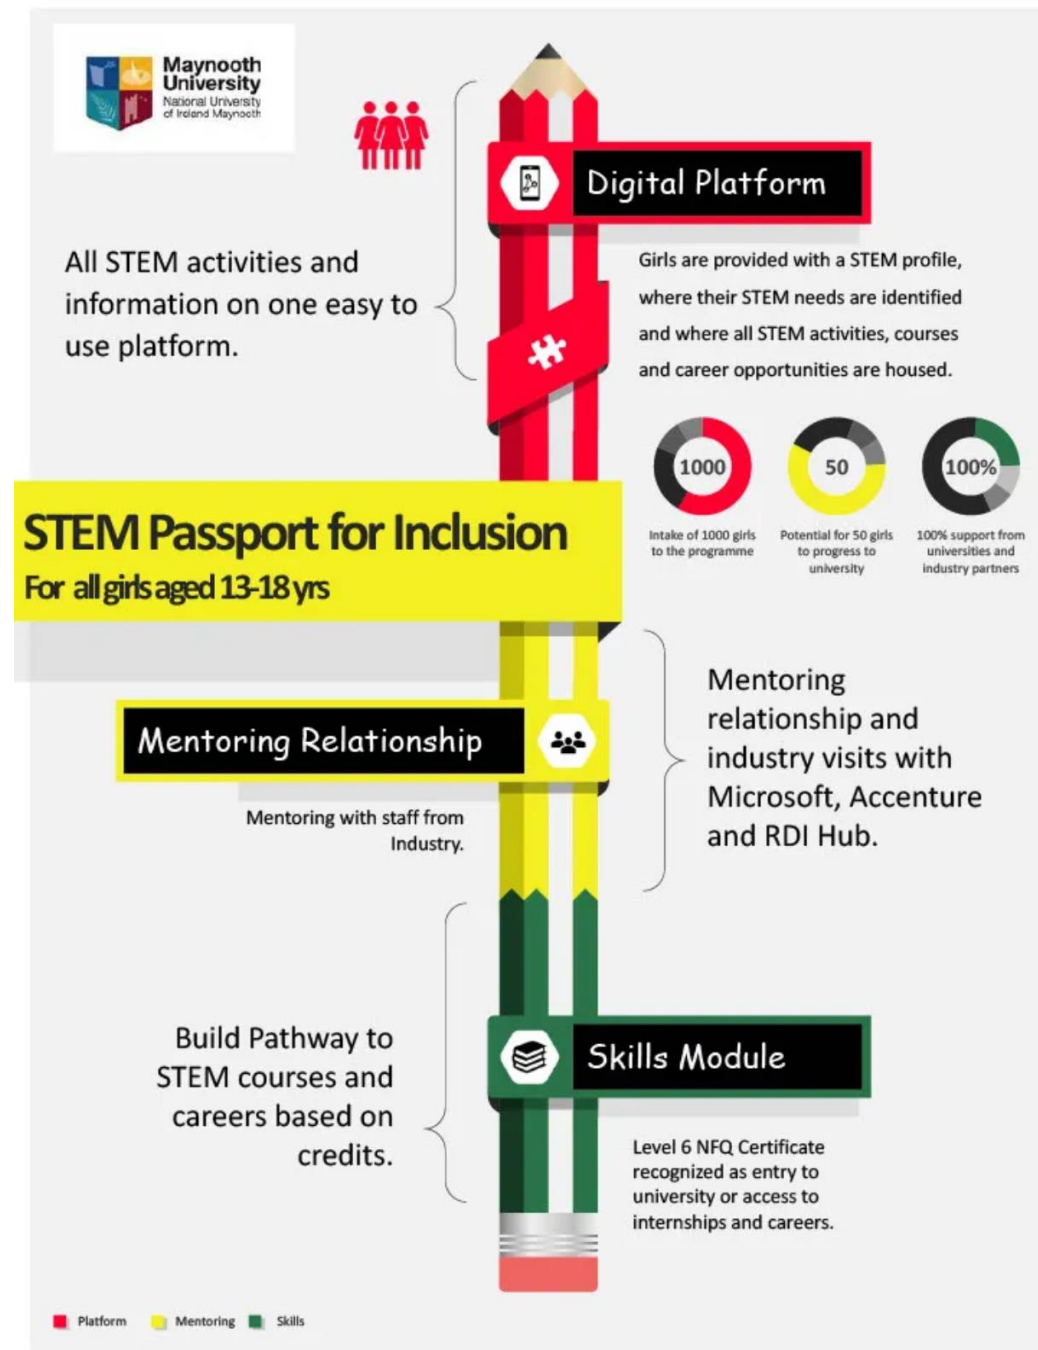 Maynooth
University
National University
of Ireland Maynooth
Digital Platform
All STEM activities and
information on one easy to
use platform.
Girls are provided with a STEM profile,
where their STEM needs are identified
and where all STEM activities, courses
and career opportunities are housed.
1000
Intake of 1000 girls
to the programme
50
Potential for 50 girls
to progress to
university
100%
100% support from
universities and
industry partners
STEM Passport for Inclusion
For all girls aged 13-18 yrs
Mentoring Relationship
Mentoring with staff from
Industry.
Mentoring
relationship and
industry visits with
Microsoft, Accenture
and RDI Hub.
Build Pathway to
STEM courses and
careers based on
credits.
Skills Module
Level 6 NFQ Certificate
recognized as entry to
university or access to
internships and careers.
Platform
Mentoring
Skills